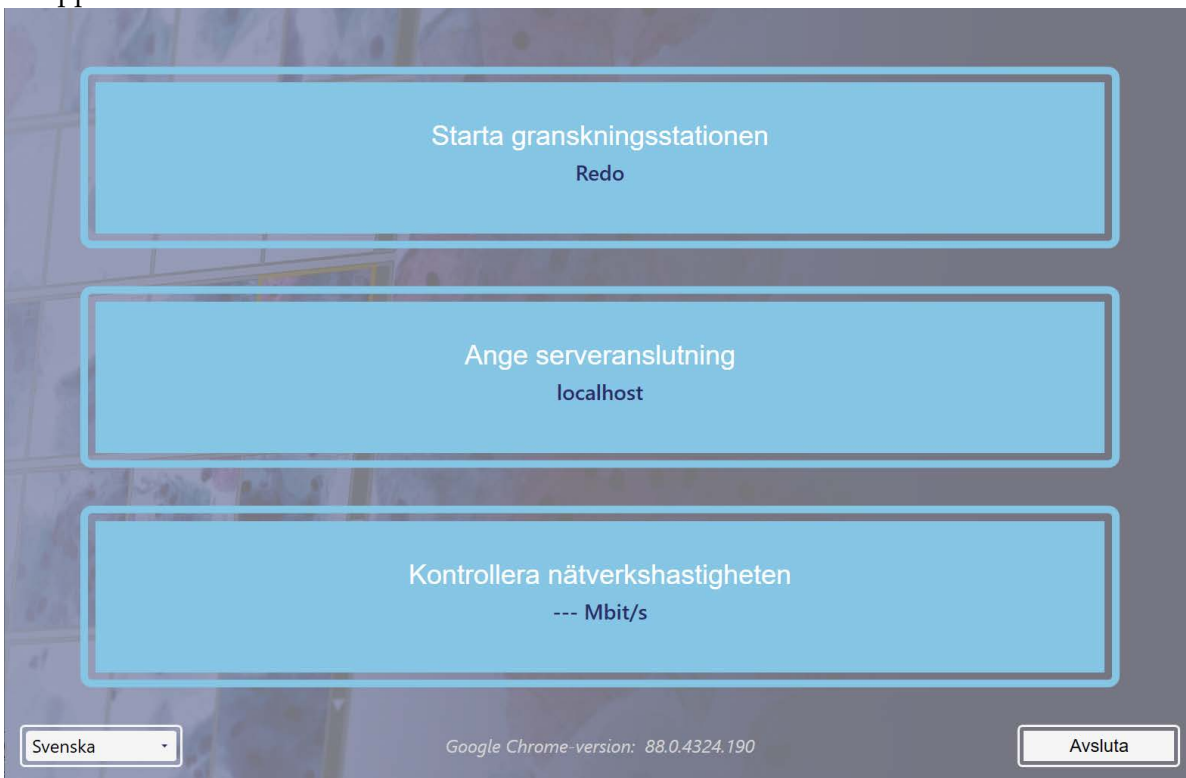 Starta granskningsstationen
Redo
Ange serveranslutning
localhost
Kontrollera nätverkshastigheten
--- Mbit/s
Svenska
Google Chrome-version: 88.0.4324.190
Avsluta